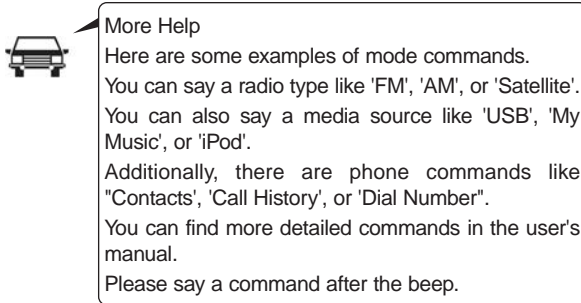 More Help
Here are some examples of mode commands.
You can say a radio type like 'FM', 'AM', or 'Satellite'.
You can also say a media source like 'USB', 'My
Music', or 'iPod'.
Additionally, there are phone commands like
"Contacts', 'Call History', or 'Dial Number".
You can find more detailed commands in the user's
manual.
Please say a command after the beep.